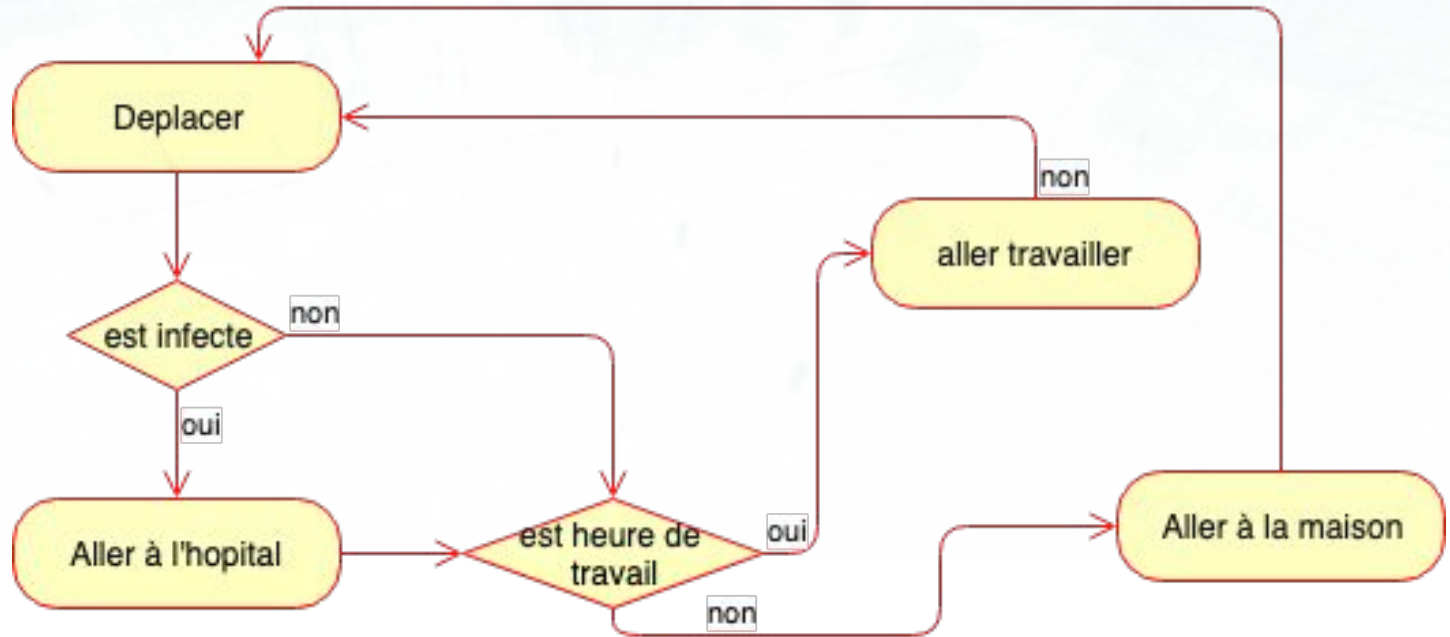 Deplacer
non
aller travailler
non
est infecte
oui
Aller à l'hopital
est heure de
travail
oui
Aller à la maison
non